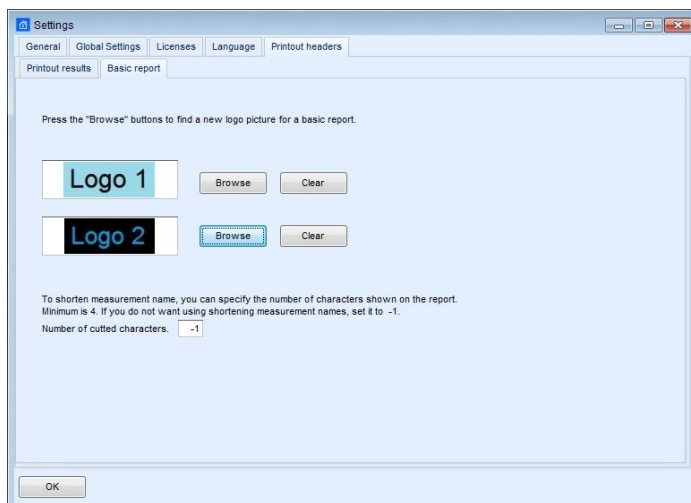 Settings
General Global Settings Licenses Language Printout headers
Printout results Basic report
Press the "Browse" buttons to find a new logo picture for a basic report.
Logo 1 Browse Clear
Logo 2 Browse Clear
To shorten measurement name, you can specify the number of characters shown on the report.
Minimum is 4. If you do not want using shortening measurement names, set it to -1.
Number of cutted characters. -1
OK